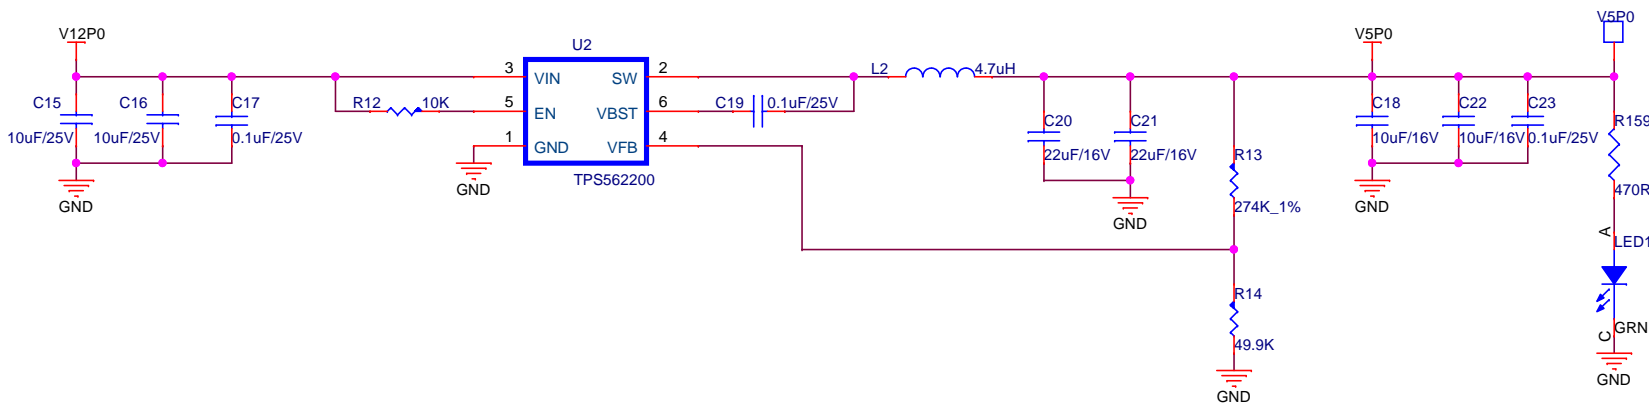 V12P0
C15
10uF/25V
C16
10uF/25V
C17
0.1uF/25V
GND
R12
10K
GND
U2
3
VIN
SW
2
5
EN
VBST
6
1
GND
VFB
4
TPS562200
C19
0.1uF/25V
L2
4.7uH
C20
22uF/16V
C21
22uF/16V
GND
R13
274K_1%
R14
49.9K
GND
V5P0
C18
10uF/16V
C22
10uF/16V
C23
0.1uF/25V
GND
V5P0
R159
470R
A
LED1
C
GRN
GND